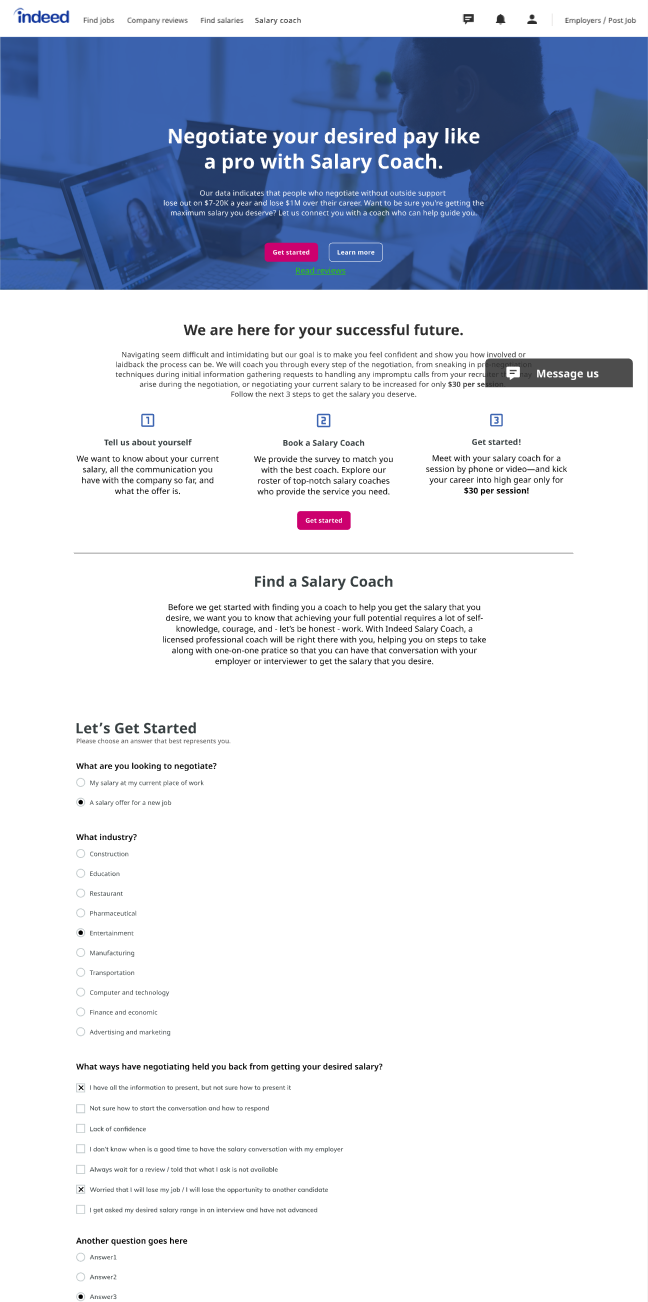 indeed
Find jobs
Company reviews
Find salaries
Salary coach
Employers / Post Job
Negotiate your desired pay like
a pro with Salary Coach.
Our data indicates that people who negotiate without outside support
lose out on $7-20K a year and lose $1M over their career. Want to be sure you're getting the
maximum salary you deserve? Let us connect you with a coach who can help guide you.
Get started
Learn more
Read reviews
We are here for your successful future.
Navigating seem difficult and intimidating but our goal is to make you feel confident and show you how involved or
laidback the process can be. We will coach you through every step of the negotiation, from sneaking in
techniques during initial information gathering requests to handling any impromptu calls from your
arise during the negotiation, or negotiating your current salary to be increased for only $30 per session.
Follow the next 3 steps to get the salary you deserve.
Message us
1
Tell us about yourself
We want to know about your current
salary, all the communication you
have with the company so far, and
what the offer is.
2
Book a Salary Coach
We provide the survey to match you
with the best coach. Explore our
roster of top-notch salary coaches
who provide the service you need.
3
Get started!
Meet with your salary coach for a
session by phone or video—and kick
your career into high gear only for
$30 per session!
Get started
Find a Salary Coach
Before we get started with finding you a coach to help you get the salary that you
desire, we want you to know that achieving your full potential requires a lot of self-
knowledge, courage, and - let's be honest - work. With Indeed Salary Coach, a
licensed professional coach will be right there with you, helping you on steps to take
along with one-on-one pratice so that you can have that conversation with your
employer or interviewer to get the salary that you desire.
Let's Get Started
Please choose an answer that best represents you.
What are you looking to negotiate?
My salary at my current place of work
A salary offer for a new job
What industry?
Construction
Education
Restaurant
Pharmaceutical
Entertainment
Manufacturing
Transportation
Computer and technology
Finance and economic
Advertising and marketing
What ways have negotiating held you back from getting your desired salary?
I have all the information to present, but not sure how to present it
Not sure how to start the conversation and how to respond
Lack of confidence
I don't know when is a good time to have the salary conversation with my employer
Always wait for a review / told that what I ask is not available
Worried that I will lose my job / I will lose the opportunity to another candidate
I get asked my desired salary range in an interview and have not advanced
Another question goes here
Answer1
Answer2
Answer3